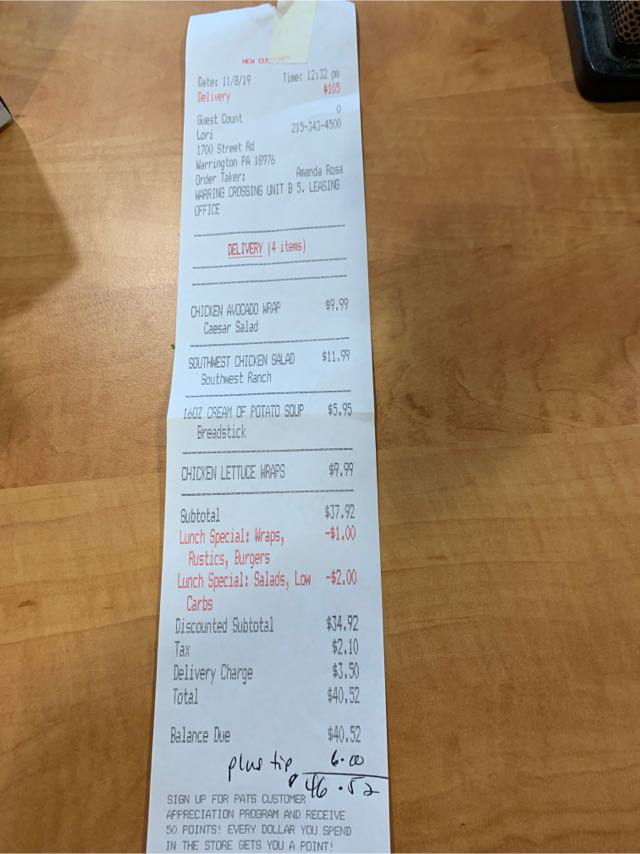 NEW CUSTOMER
Date: 11/8/19 Time: 12:32 pm
Delivery #105
Guest Count 0
Lori 215-343-4500
1700 Street Rd
Warrington PA 18976
Order Taker: Amanda Rosa
WARRING CROSSING UNIT B 5. LEASING
OFFICE
DELIVERY (4 items)
CHICKEN AVOCADO WRAP $9.99
Caesar Salad
SOUTHWEST CHICKEN SALAD $11.99
Southwest Ranch
16OZ CREAM OF POTATO SOUP $5.95
Breadstick
CHICKEN LETTUCE WRAPS $9.99
Subtotal $37.92
Lunch Special: Wraps, -$1.00
Rustics, Burgers
Lunch Special: Salads, Low -$2.00
Carbs
Discounted Subtotal $34.92
Tax $2.10
Delivery Charge $3.50
Total $40.52
Balance Due $40.52
plus tip 6.00
46.52
SIGN UP FOR PATS CUSTOMER
APPRECIATION PROGRAM AND RECEIVE
50 POINTS! EVERY DOLLAR YOU SPEND
IN THE STORE GETS YOU A POINT!